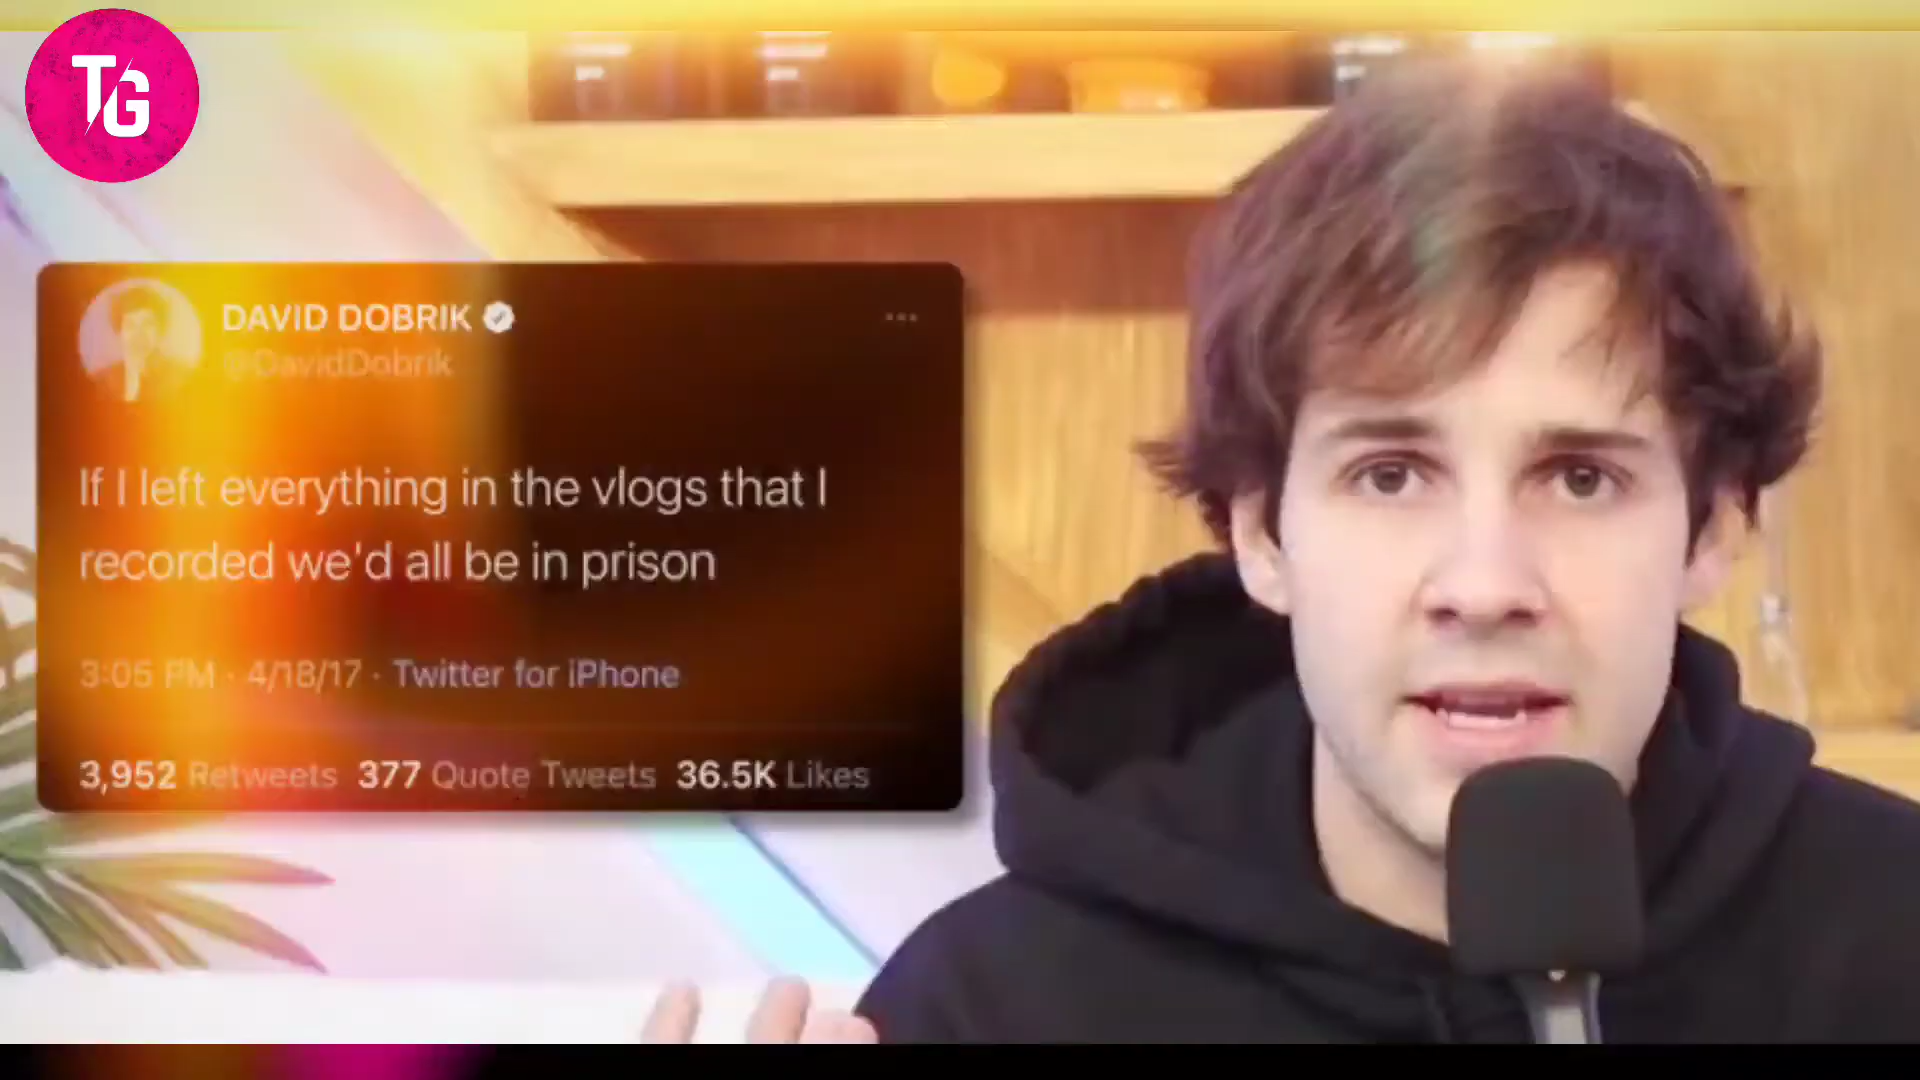 TG
DAVID DOBRIK
@DavidDobrik
If I left everything in the vlogs that I
recorded we'd all be in prison
3:05 PM · 4/18/17 · Twitter for iPhone
3,952 Retweets 377 Quote Tweets 36.5K Likes